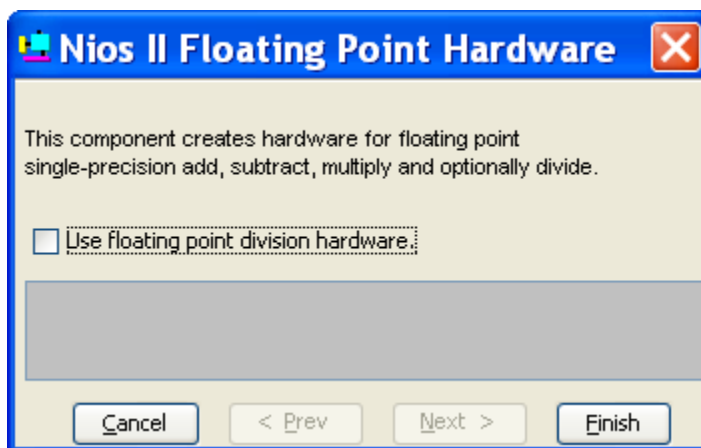 Nios II Floating Point Hardware
This component creates hardware for floating point
single-precision add, subtract, multiply and optionally divide.
Use floating point division hardware.
Cancel < Prev Next > Finish